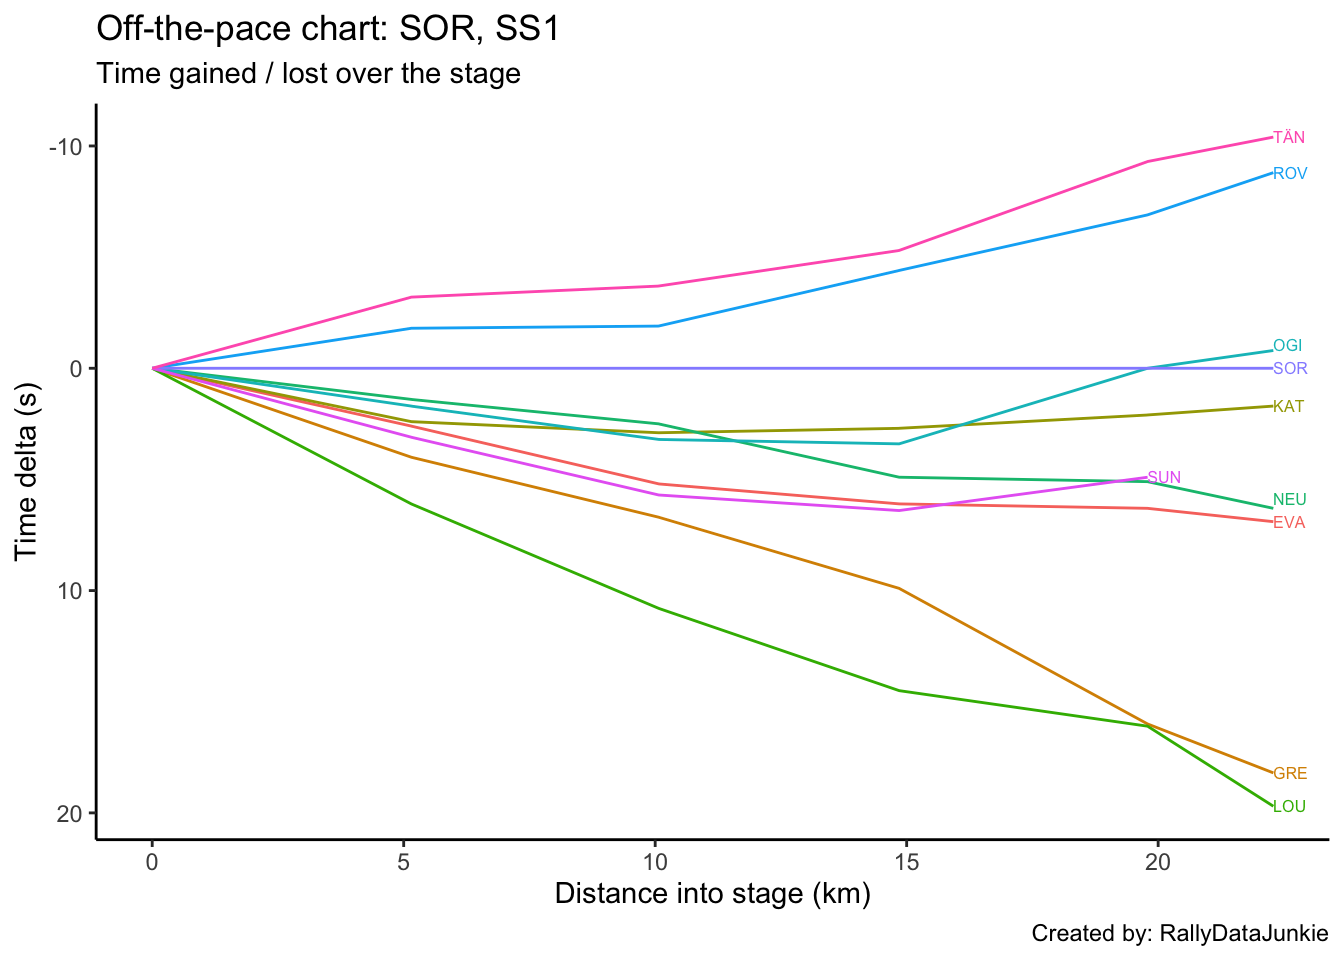 Off-the-pace chart: SOR, SS1
Time gained / lost over the stage
Time delta (s)
-10
0
10
20
TÄN
ROV
OGI
SOR
KAT
SUN
NEU
EVA
GRE
LOU
0 5 10 15 20
Distance into stage (km)
Created by: RallyDataJunkie